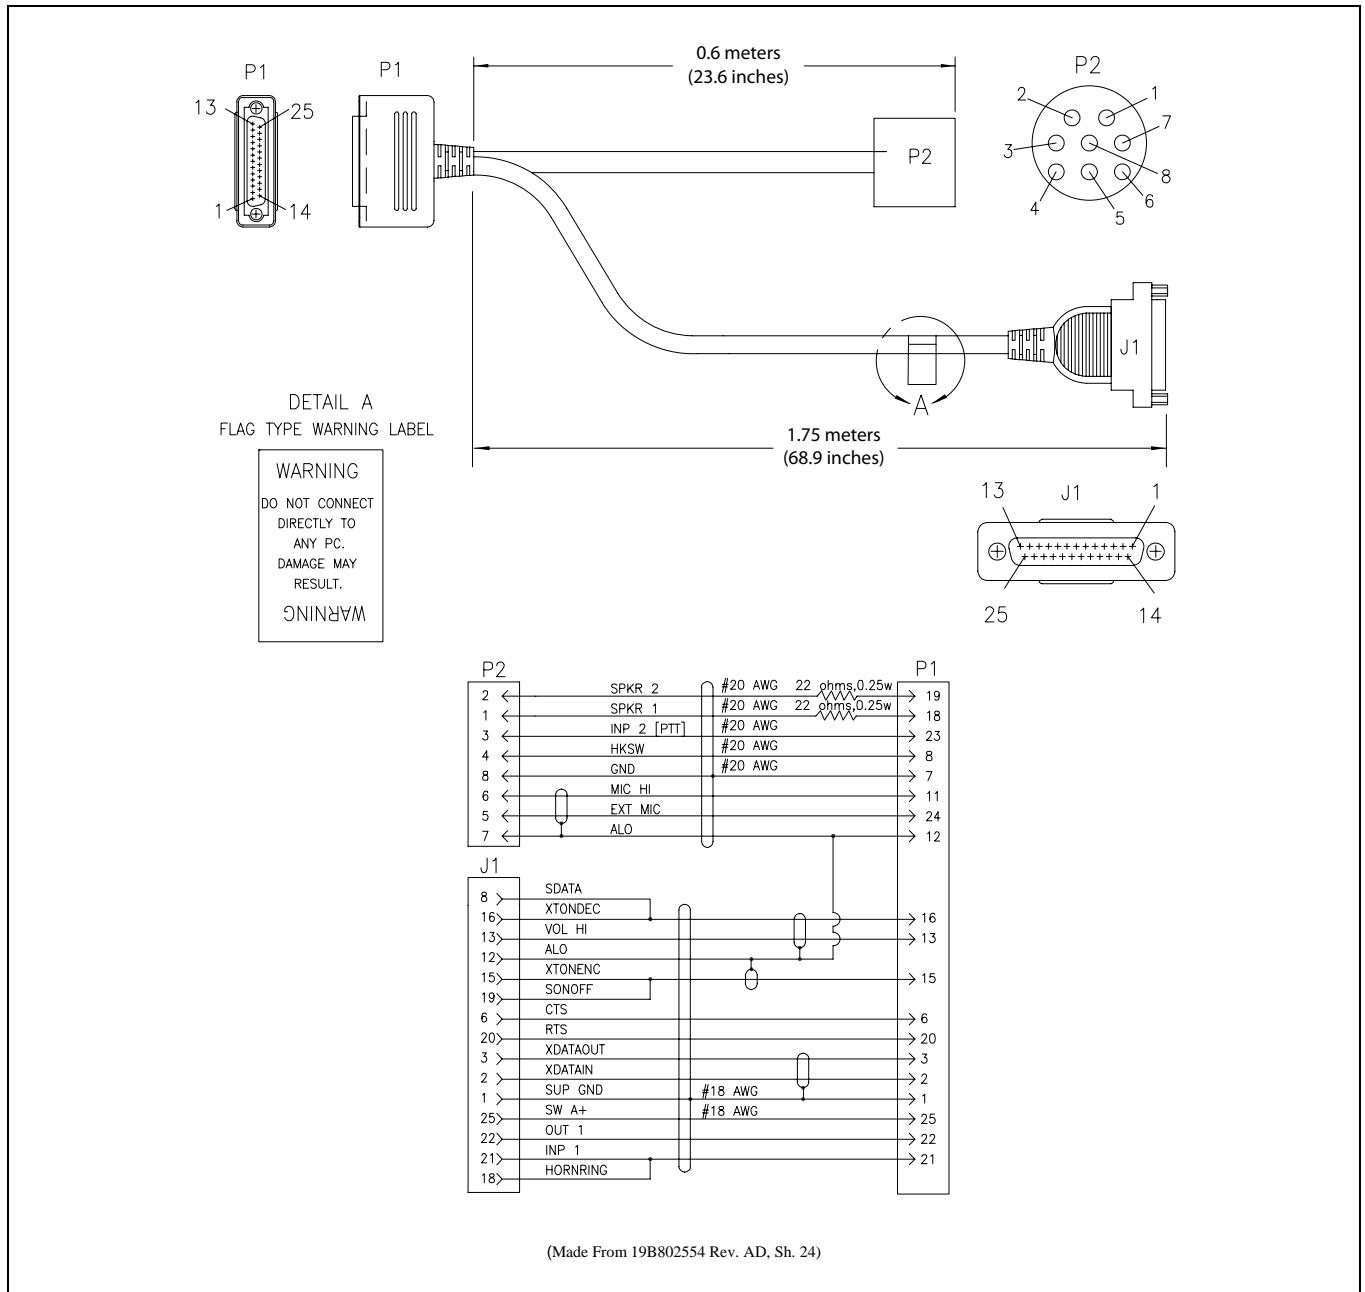 0.6 meters
(23.6 inches)
P1
P1
P2
13
25
1
14
P2
2
1
3
7
4
5
6
8
J1
A
1.75 meters
(68.9 inches)
DETAIL A
FLAG TYPE WARNING LABEL
WARNING
DO NOT CONNECT
DIRECTLY TO
ANY PC.
DAMAGE MAY
RESULT.
WARNING
13
J1
1
25
14
P2
P1
2 SPKR 2 #20 AWG 22 ohms,0.25w 19
1 SPKR 1 #20 AWG 22 ohms,0.25w 18
3 INP 2 [PTT] #20 AWG 23
4 HKSW #20 AWG 8
8 GND #20 AWG 7
6 MIC HI 11
5 EXT MIC 24
7 ALO 12
J1
8 SDATA
16 XTONDEC 16
13 VOL HI 13
12 ALO
15 XTONENC 15
19 SONOFF
6 CTS 6
20 RTS 20
3 XDATAOUT 3
2 XDATAIN 2
1 SUP GND #18 AWG 1
25 SW A+ #18 AWG 25
22 OUT 1 22
21 INP 1 21
18 HORNRING
(Made From 19B802554 Rev. AD, Sh. 24)